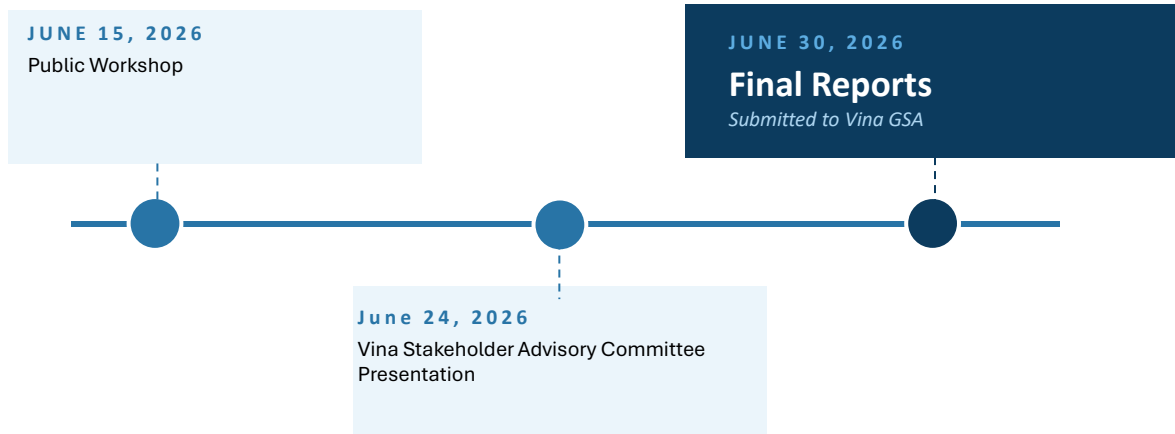 JUNE 15, 2026
Public Workshop
JUNE 30, 2026
Final Reports
Submitted to Vina GSA
June 24, 2026
Vina Stakeholder Advisory Committee
Presentation